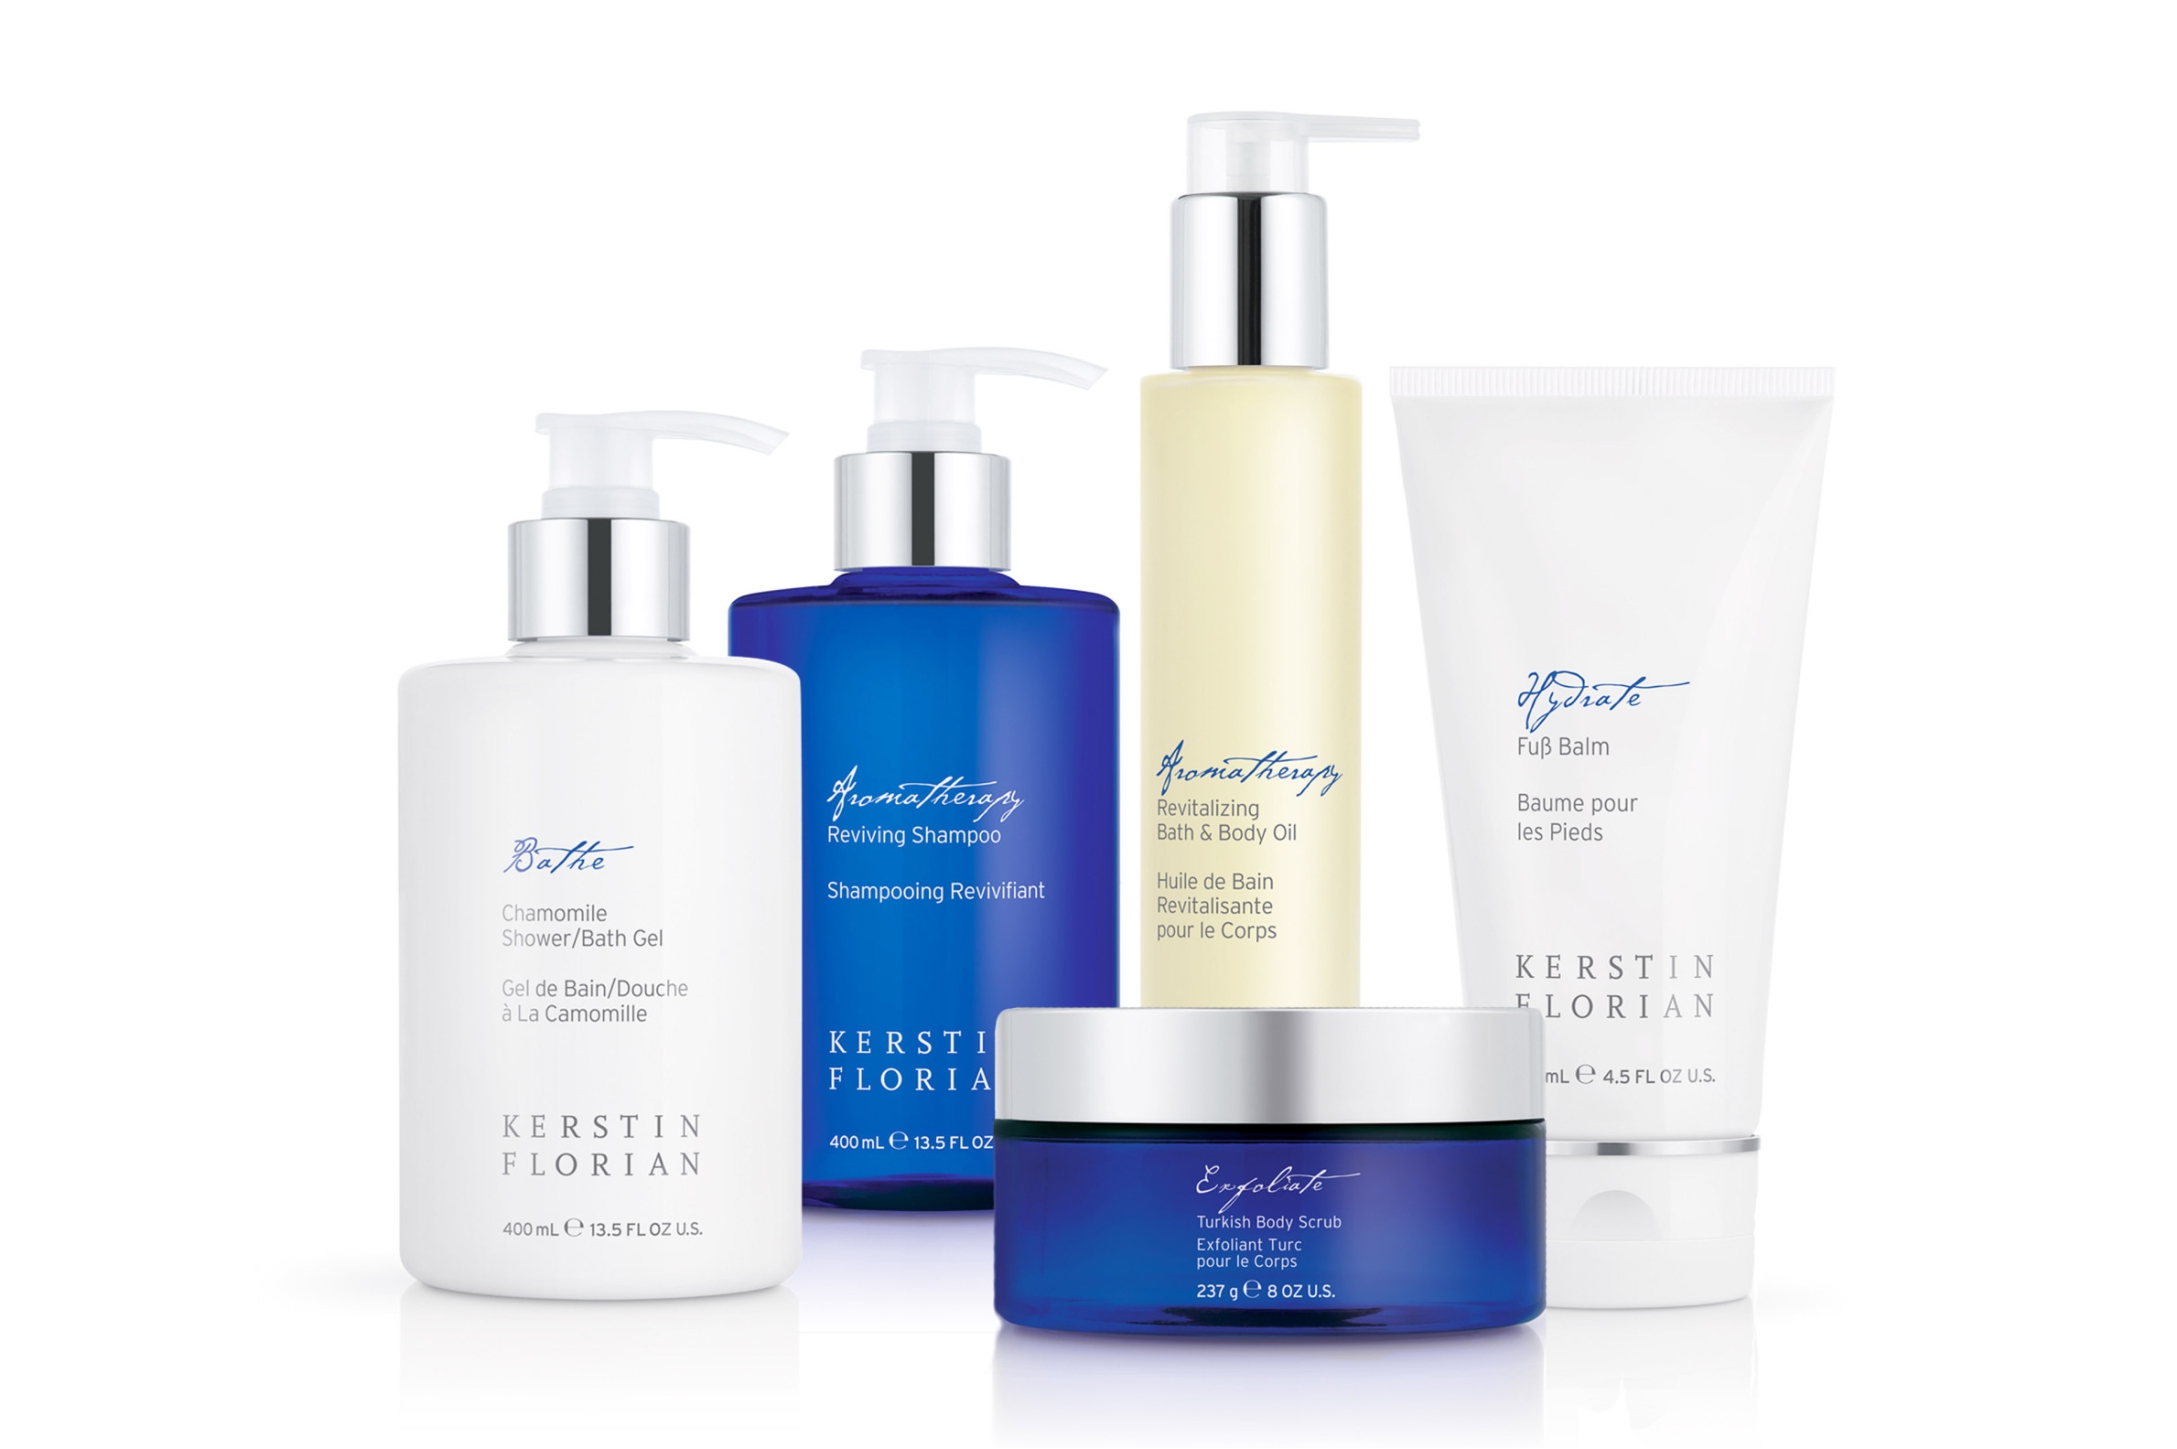 Bathe
Chamomile
Shower/Bath Gel
Gel de Bain/Douche
à La Camomille
KERSTIN
FLORIAN
400 mL ℮ 13.5 FL OZ U.S.
Aromatherapy
Reviving Shampoo
Shampooing Revivifiant
KERSTI
FLORIA
400 mL ℮ 13.5 FL OZ
Aromatherapy
Revitalizing
Bath & Body Oil
Huile de Bain
Revitalisante
pour le Corps
Exfoliate
Turkish Body Scrub
Exfoliant Turc
pour le Corps
237 g ℮ 8 OZ U.S.
Hydrate
Fuβ Balm
Baume pour
les Pieds
KERSTIN
FLORIAN
mL ℮ 4.5 FL OZ U.S.